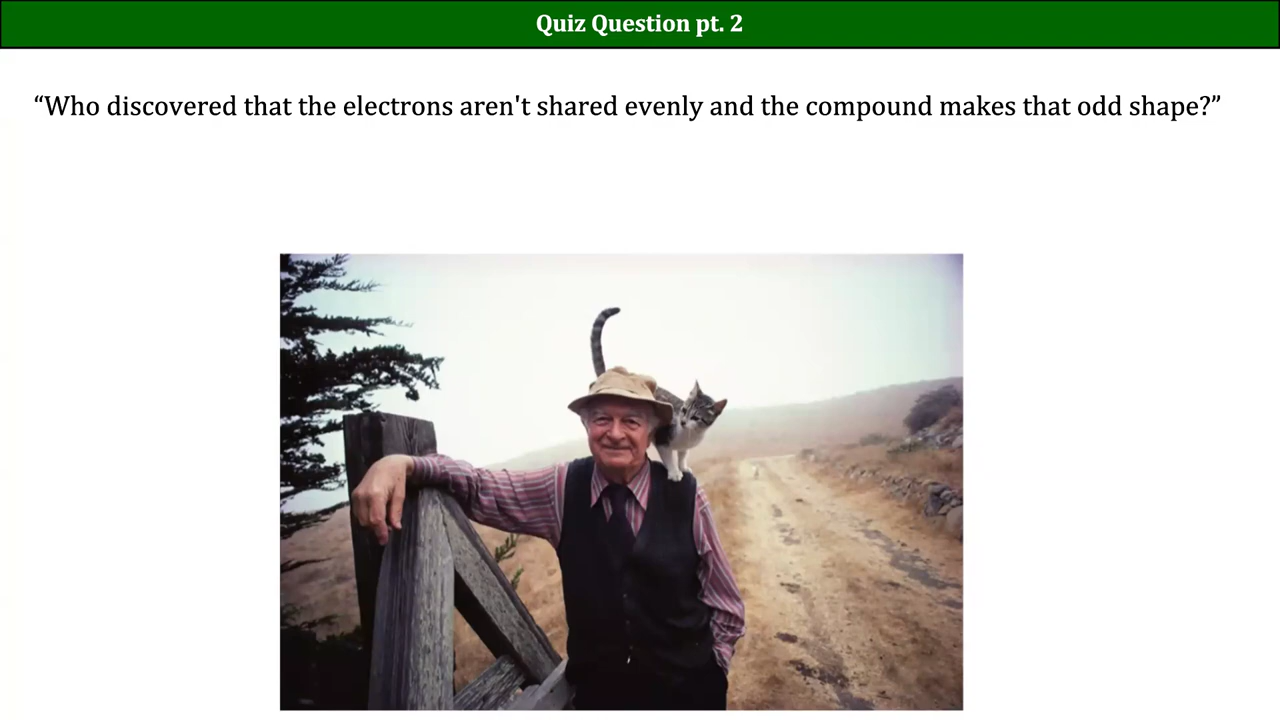 Quiz Question pt. 2
“Who discovered that the electrons aren't shared evenly and the compound makes that odd shape?”